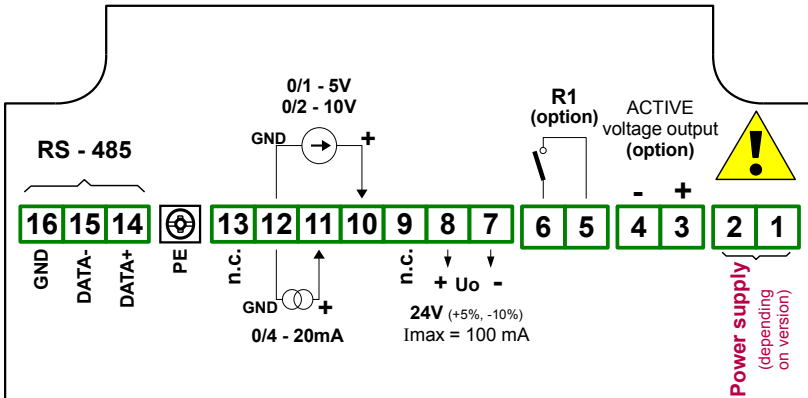 0/1 - 5V
0/2 - 10V
GND
+
R1
(option)
ACTIVE
voltage output
(option)
- +
!
RS - 485
16 15 14 13 12 11 10 9 8 7 6 5 4 3 2 1
GND
DATA-
DATA+
PE
n.c.
GND +
0/4 - 20mA
n.c.
+ Uo -
24V (+5%, -10%)
Imax = 100 mA
Power supply
(depending
on version)